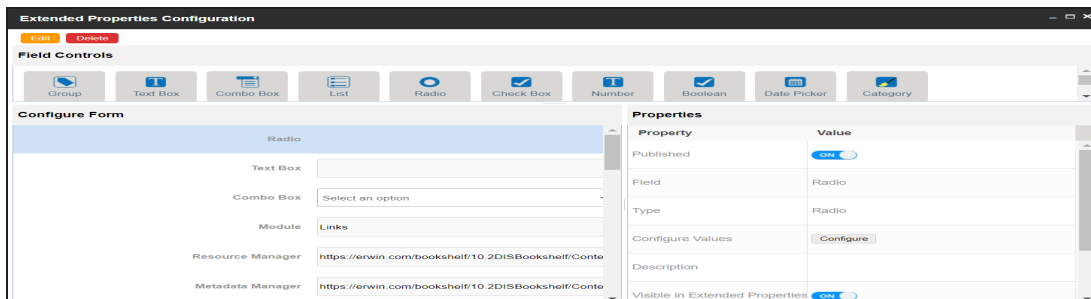 Extended Properties Configuration
Edit Delete
Field Controls
Group Text Box Combo Box List Radio Check Box Number Boolean Date Picker Category
Configure Form
Radio
Text Box
Combo Box Select an option
Module Links
Resource Manager https://erwin.com/bookshelf/10.2DISBookshelf/Conte
Metadata Manager https://erwin.com/bookshelf/10.2DISBookshelf/Conte
Properties
Property Value
Published ON
Field Radio
Type Radio
Configure Values Configure
Description
Visible in Extended Properties ON